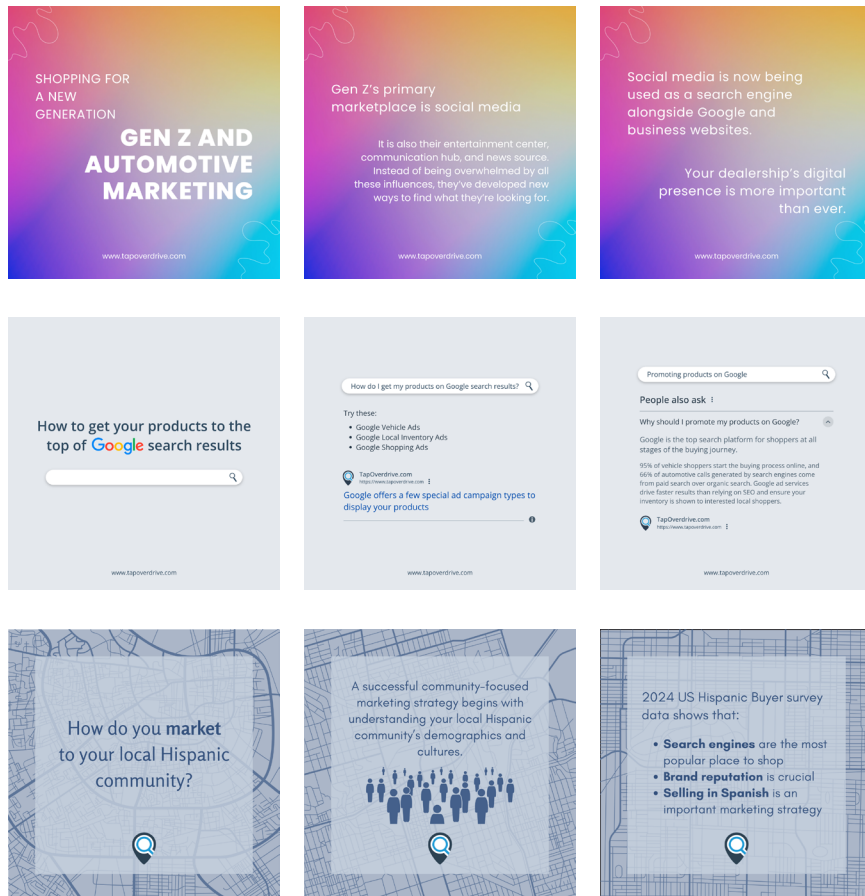 SHOPPING FOR
A NEW
GENERATION
GEN Z AND
AUTOMOTIVE
MARKETING
www.tapoverdrive.com
Gen Z's primary
marketplace is social media
It is also their entertainment center,
communication hub, and news source.
Instead of being overwhelmed by all
these influences, they've developed new
ways to find what they're looking for.
www.tapoverdrive.com
Social media is now being
used as a search engine
alongside Google and
business websites.
Your dealership's digital
presence is more important
than ever.
www.tapoverdrive.com
How to get your products to the
top of Google search results
www.tapoverdrive.com
How do I get my products on Google search results?
Try these:
• Google Vehicle Ads
• Google Local Inventory Ads
• Google Shopping Ads
TapOverdrive.com
https://www.tapoverdrive.com
Google offers a few special ad campaign types to
display your products
www.tapoverdrive.com
Promoting products on Google
People also ask
Why should I promote my products on Google?
Google is the top search platform for shoppers at all
stages of the buying journey.
95% of vehicle shoppers start the buying process online, and
66% of automotive calls generated by search engines come
from paid search over organic search. Google ad services
drive faster results than relying on SEO and ensure your
inventory is shown to interested local shoppers.
TapOverdrive.com
https://www.tapoverdrive.com
www.tapoverdrive.com
How do you market
to your local Hispanic
community?
A successful community-focused
marketing strategy begins with
understanding your local Hispanic
community's demographics and
cultures.
2024 US Hispanic Buyer survey
data shows that:
• Search engines are the most
popular place to shop
• Brand reputation is crucial
• Selling in Spanish is an
important marketing strategy